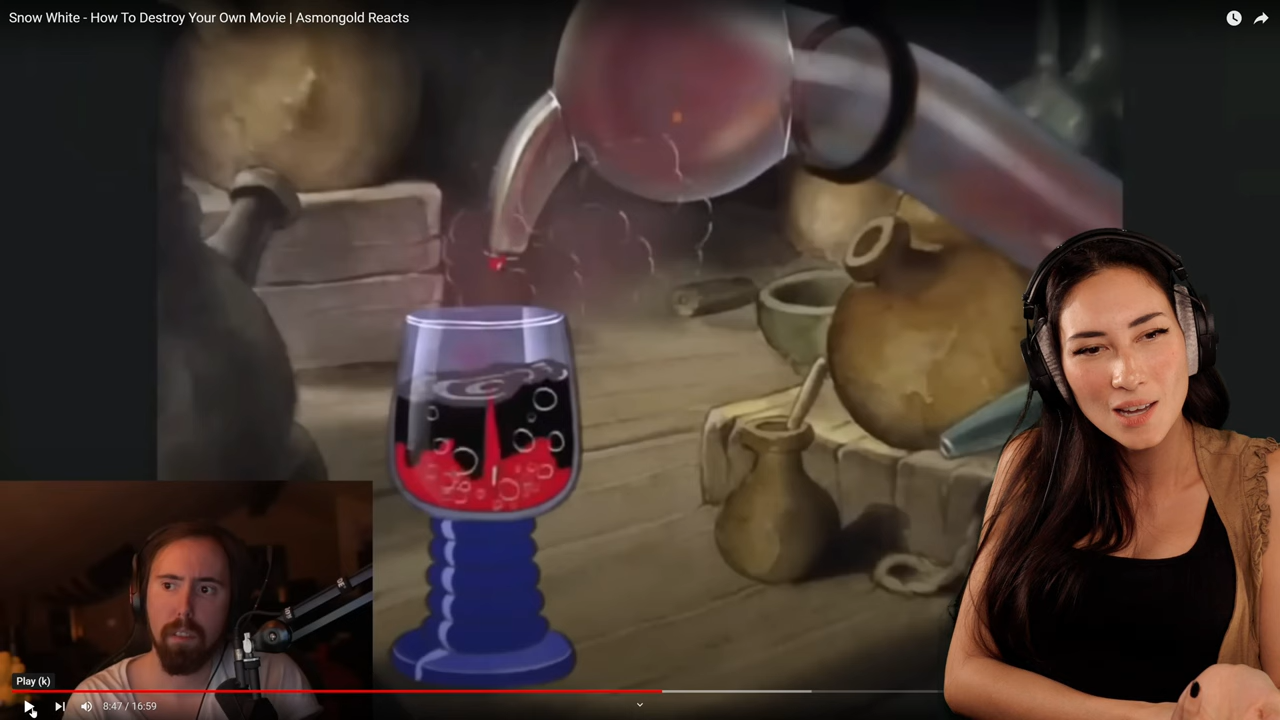 Snow White - How To Destroy Your Own Movie | Asmongold Reacts
Play (k)
8:47 / 16:59